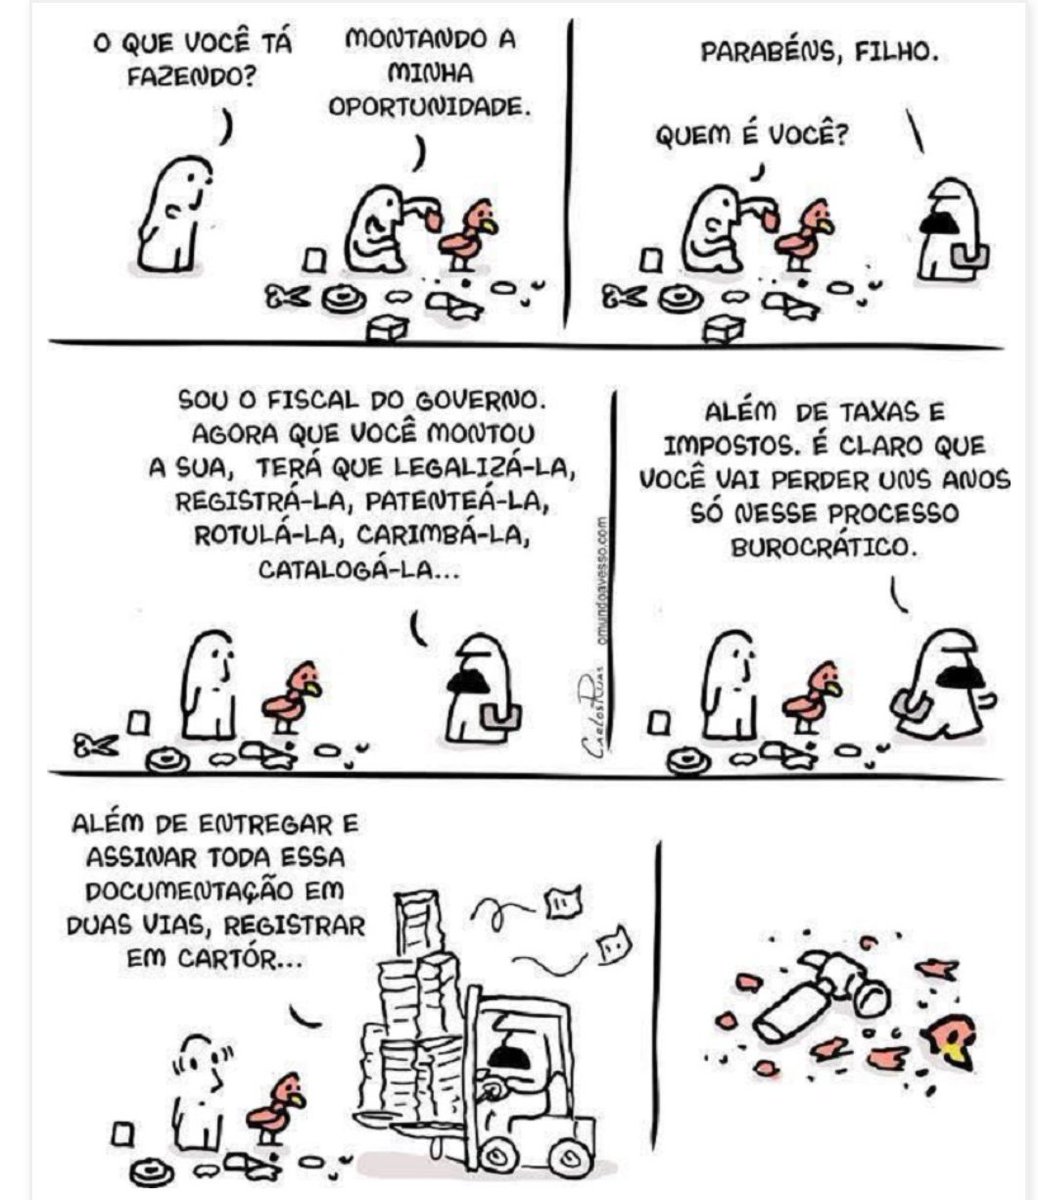 O QUE VOCÊ TÁ
FAZENDO?
MONTANDO A
MINHA
OPORTUNIDADE.
PARABÉNS, FILHO.
QUEM É VOCÊ?
SOU O FISCAL DO GOVERNO.
AGORA QUE VOCÊ MONTOU
A SUA, TERÁ QUE LEGALIZÁ-LA,
REGISTRÁ-LA, PATENTEÁ-LA,
ROTULÁ-LA, CARIMBÁ-LA,
CATALOGÁ-LA...
CARLOS RUAS omundoavesso.com
ALÉM DE TAXAS E
IMPOSTOS. É CLARO QUE
VOCÊ VAI PERDER UNS ANOS
SÓ NESSE PROCESSO
BUROCRÁTICO.
ALÉM DE ENTREGAR E
ASSINAR TODA ESSA
DOCUMENTAÇÃO EM
DUAS VIAS, REGISTRAR
EM CARTÓR...